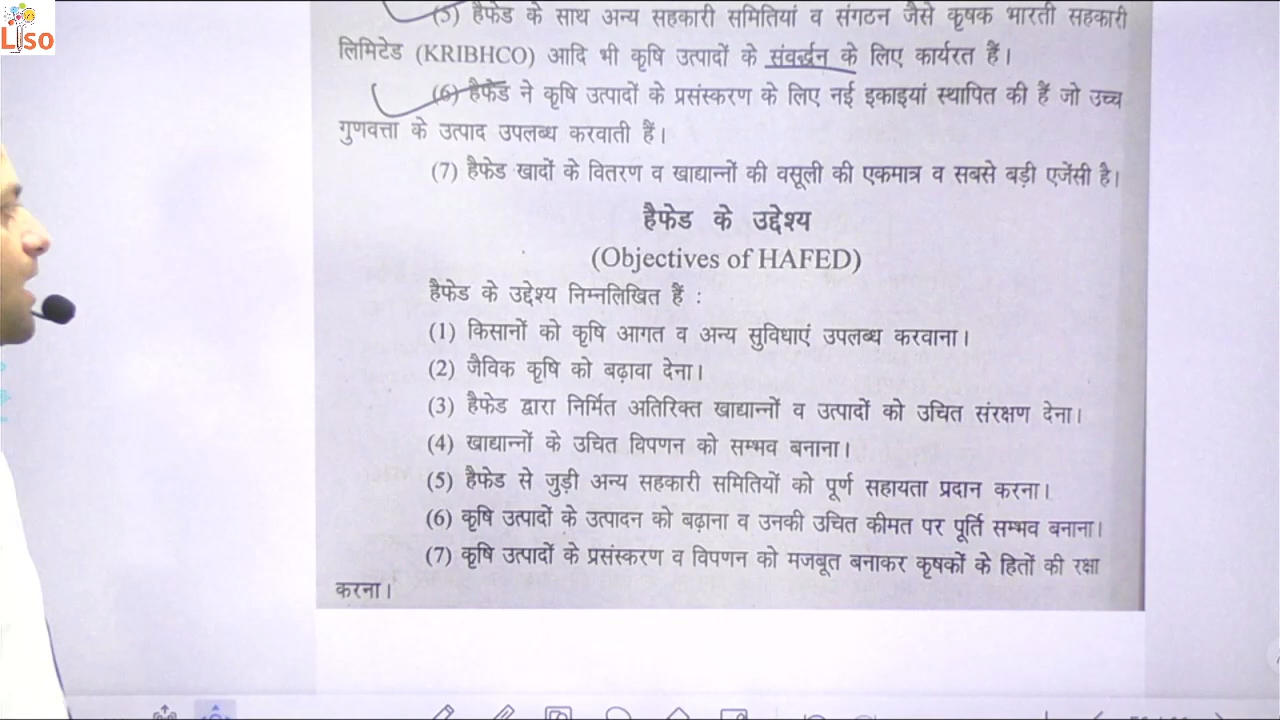 Liso
(5) हैफेड के साथ अन्य सहकारी समितियां व संगठन जैसे कृषक भारती सहकारी
लिमिटेड (KRIBHCO) आदि भी कृषि उत्पादों के संवर्द्धन के लिए कार्यरत हैं।
(6) हैफेड ने कृषि उत्पादों के प्रसंस्करण के लिए नई इकाइयां स्थापित की हैं जो उच्च
गुणवत्ता के उत्पाद उपलब्ध करवाती हैं।
(7) हैफेड खादों के वितरण व खाद्यान्नों की वसूली की एकमात्र व सबसे बड़ी एजेंसी है।
हैफेड के उद्देश्य
(Objectives of HAFED)
हैफेड के उद्देश्य निम्नलिखित हैं :
(1) किसानों को कृषि आगत व अन्य सुविधाएं उपलब्ध करवाना।
(2) जैविक कृषि को बढ़ावा देना।
(3) हैफेड द्वारा निर्मित अतिरिक्त खाद्यान्नों व उत्पादों को उचित संरक्षण देना।
(4) खाद्यान्नों के उचित विपणन को सम्भव बनाना।
(5) हैफेड से जुड़ी अन्य सहकारी समितियों को पूर्ण सहायता प्रदान करना।
(6) कृषि उत्पादों के उत्पादन को बढ़ाना व उनकी उचित कीमत पर पूर्ति सम्भव बनाना।
(7) कृषि उत्पादों के प्रसंस्करण व विपणन को मजबूत बनाकर कृषकों के हितों की रक्षा
करना।